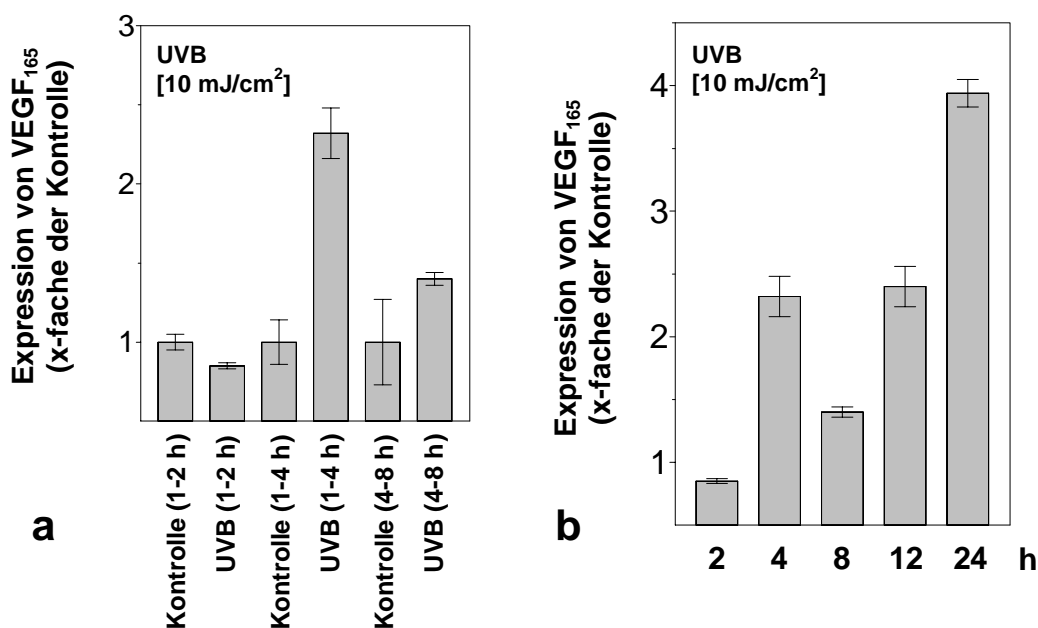 Expression von VEGF₁₆₅
(x-fache der Kontrolle)
3
2
1
UVB
[10 mJ/cm²]
Kontrolle (1-2 h)
UVB (1-2 h)
Kontrolle (1-4 h)
UVB (1-4 h)
Kontrolle (4-8 h)
UVB (4-8 h)
a
Expression von VEGF₁₆₅
(x-fache der Kontrolle)
4
3
2
1
UVB
[10 mJ/cm²]
2 4 8 12 24 h
b